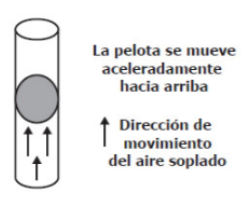 La pelota se mueve
aceleradamente
hacia arriba
Dirección de
movimiento
del aire soplado